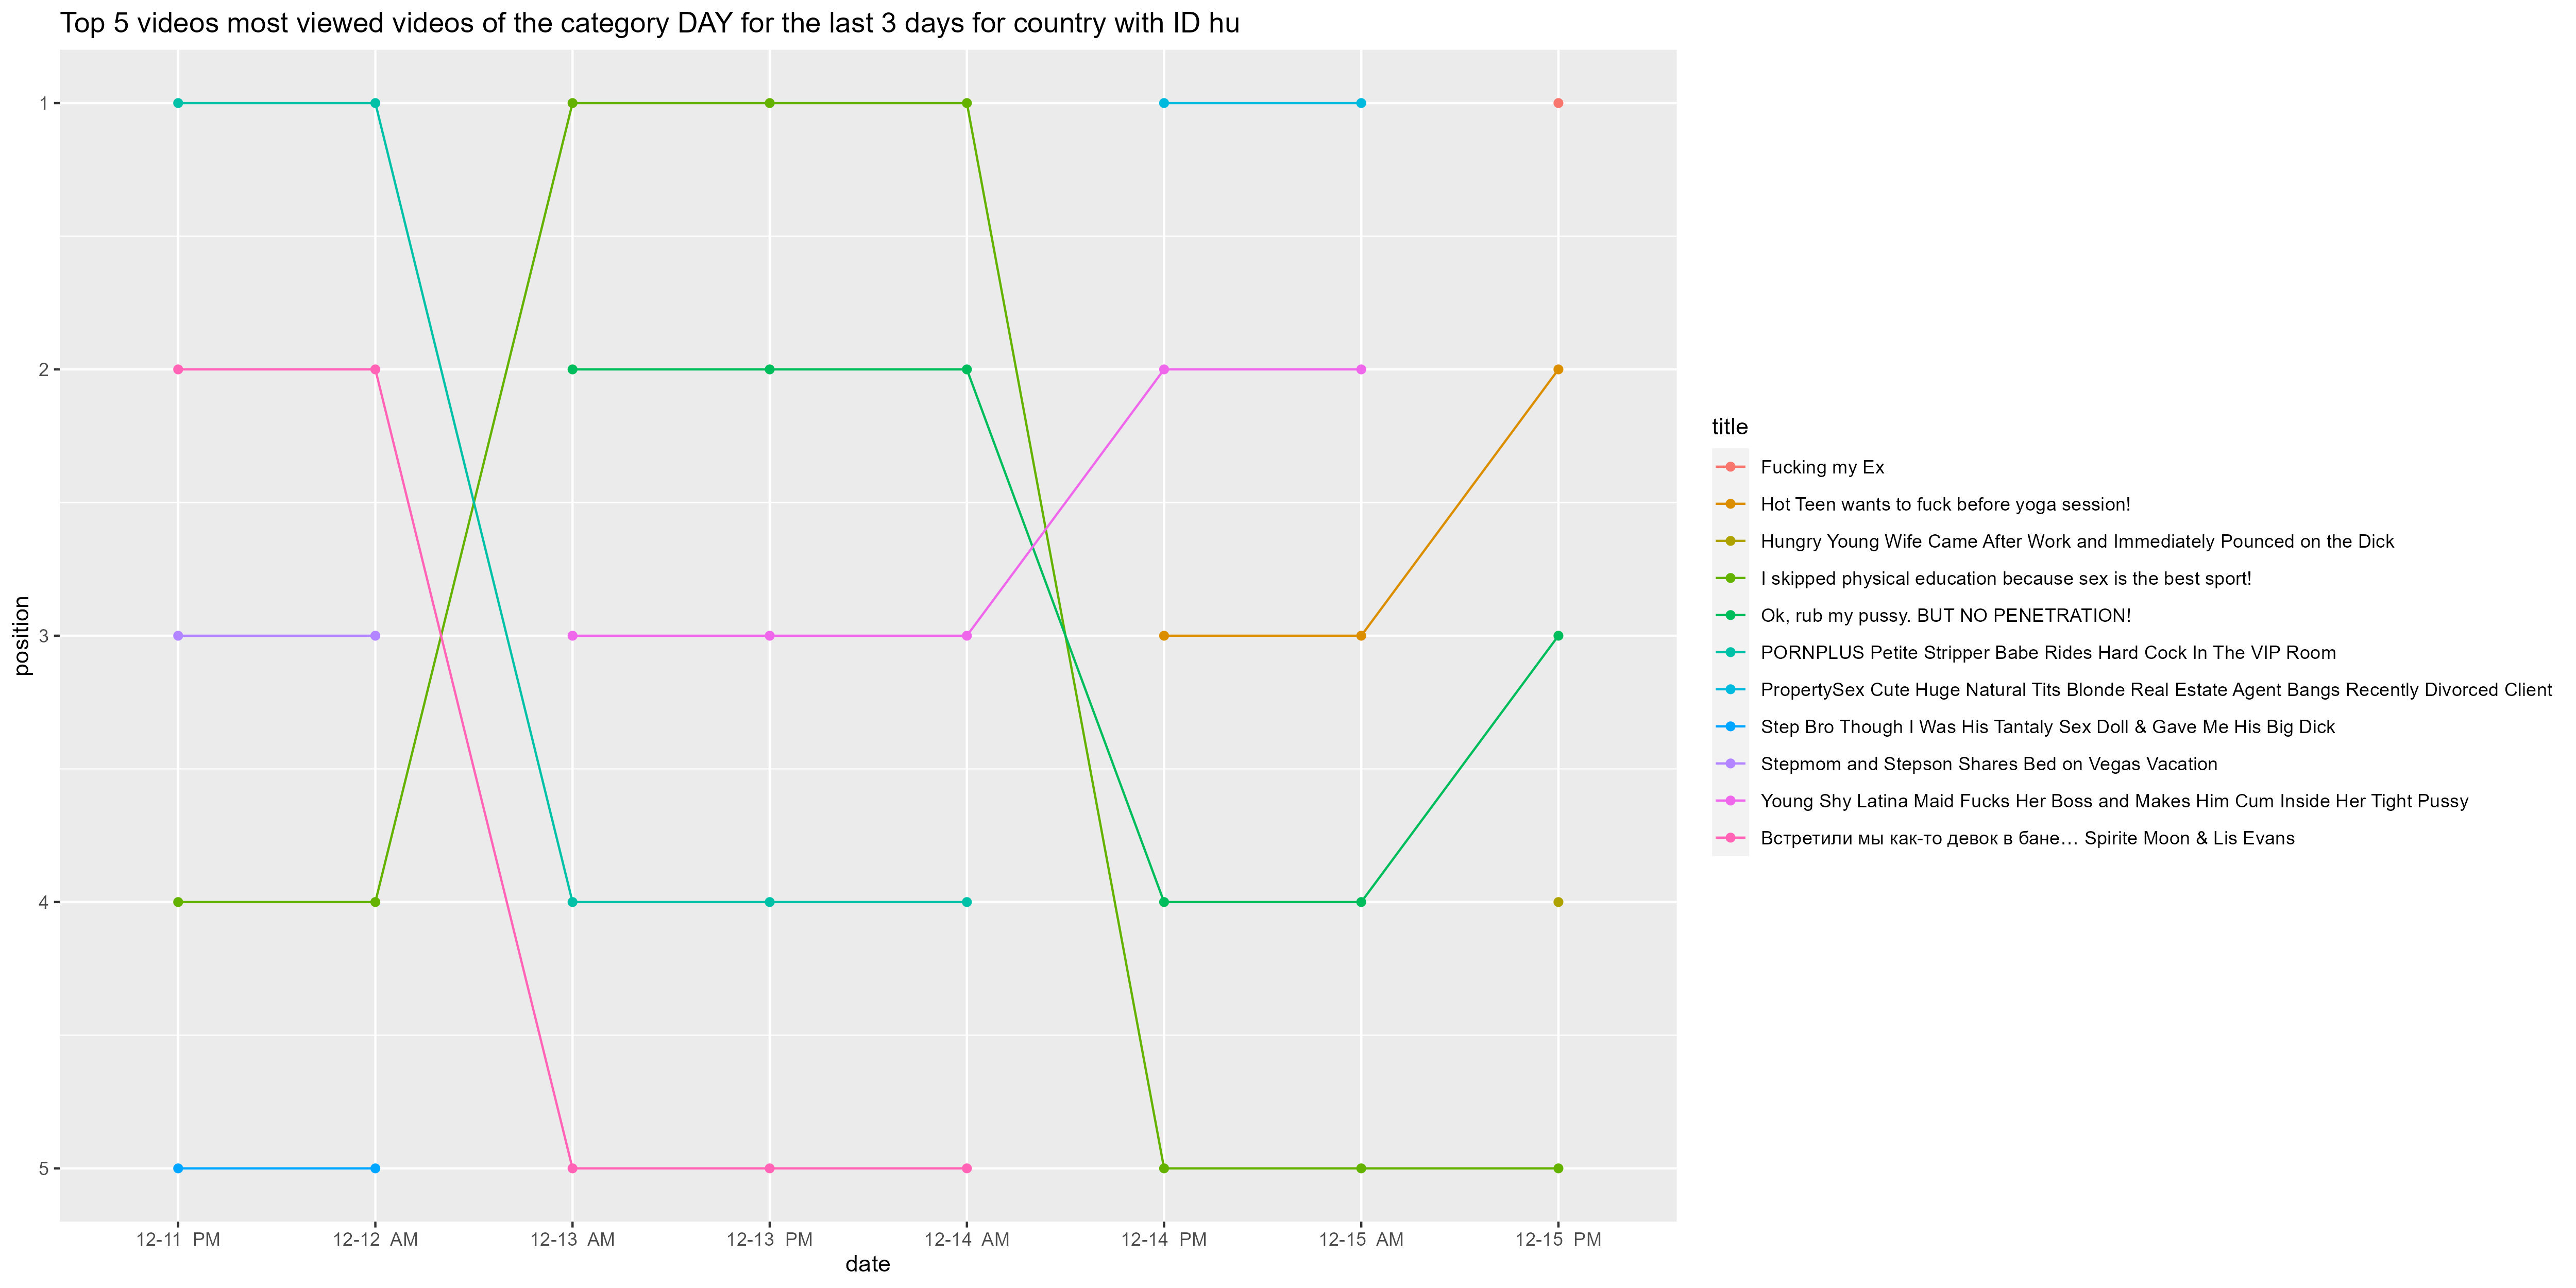 Top 5 videos most viewed videos of the category DAY for the last 3 days for country with ID hu
position
1
2
3
4
5
12-11 PM
12-12 AM
12-13 AM
12-13 PM
12-14 AM
12-14 PM
12-15 AM
12-15 PM
date
title
Fucking my Ex
Hot Teen wants to fuck before yoga session!
Hungry Young Wife Came After Work and Immediately Pounced on the Dick
I skipped physical education because sex is the best sport!
Ok, rub my pussy. BUT NO PENETRATION!
PORNPLUS Petite Stripper Babe Rides Hard Cock In The VIP Room
PropertySex Cute Huge Natural Tits Blonde Real Estate Agent Bangs Recently Divorced Client
Step Bro Though I Was His Tantaly Sex Doll & Gave Me His Big Dick
Stepmom and Stepson Shares Bed on Vegas Vacation
Young Shy Latina Maid Fucks Her Boss and Makes Him Cum Inside Her Tight Pussy
Встретили мы как-то девок в бане… Spirite Moon & Lis Evans